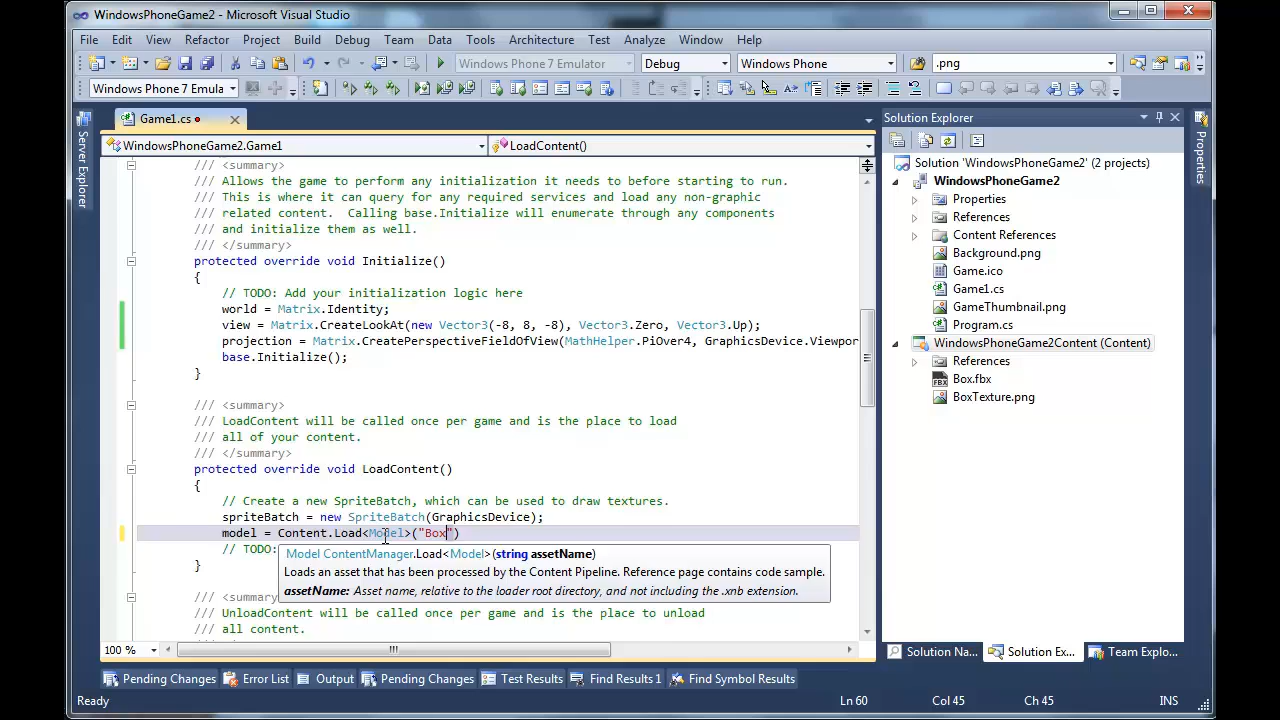 WindowsPhoneGame2 - Microsoft Visual Studio
File Edit View Refactor Project Build Debug Team Data Tools Architecture Test Analyze Window Help
Windows Phone 7 Emulator Debug Windows Phone .png
Windows Phone 7 Emula
Server Explorer
Game1.cs
WindowsPhoneGame2.Game1 LoadContent()
/// <summary>
/// Allows the game to perform any initialization it needs to before starting to run.
/// This is where it can query for any required services and load any non-graphic
/// related content.  Calling base.Initialize will enumerate through any components
/// and initialize them as well.
/// </summary>
protected override void Initialize()
{
// TODO: Add your initialization logic here
world = Matrix.Identity;
view = Matrix.CreateLookAt(new Vector3(-8, 8, -8), Vector3.Zero, Vector3.Up);
projection = Matrix.CreatePerspectiveFieldOfView(MathHelper.PiOver4, GraphicsDevice.Viewpor
base.Initialize();
}
/// <summary>
/// LoadContent will be called once per game and is the place to load
/// all of your content.
/// </summary>
protected override void LoadContent()
{
// Create a new SpriteBatch, which can be used to draw textures.
spriteBatch = new SpriteBatch(GraphicsDevice);
model = Content.Load<Model>("Box")
// TODO:
Model ContentManager.Load<Model>(string assetName)
Loads an asset that has been processed by the Content Pipeline. Reference page contains code sample.
assetName: Asset name, relative to the loader root directory, and not including the .xnb extension.
}
/// <summa
/// UnloadContent will be called once per game and is the place to unload
/// all content.
100 %
Solution Explorer
Solution 'WindowsPhoneGame2' (2 projects)
WindowsPhoneGame2
Properties
References
Content References
Background.png
Game.ico
Game1.cs
GameThumbnail.png
Program.cs
WindowsPhoneGame2Content (Content)
References
FBX Box.fbx
BoxTexture.png
Solution Na... Solution Ex... Team Explo...
Properties
Pending Changes Error List Output Pending Changes Test Results Find Results 1 Find Symbol Results
Ready Ln 60 Col 45 Ch 45 INS